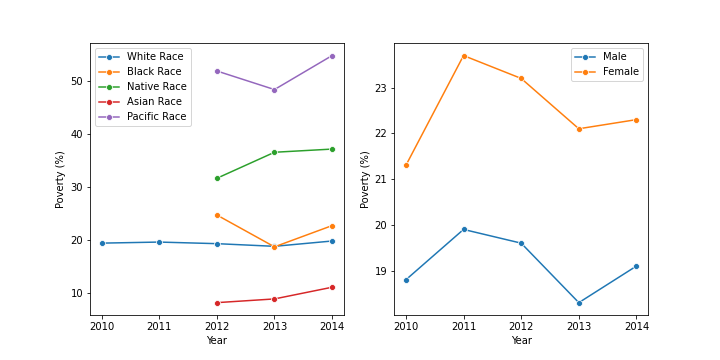 White Race
Black Race
Native Race
Asian Race
Pacific Race
50
40
30
20
10
Poverty (%)
2010 2011 2012 2013 2014
Year
Male
Female
23
22
21
20
19
Poverty (%)
2010 2011 2012 2013 2014
Year